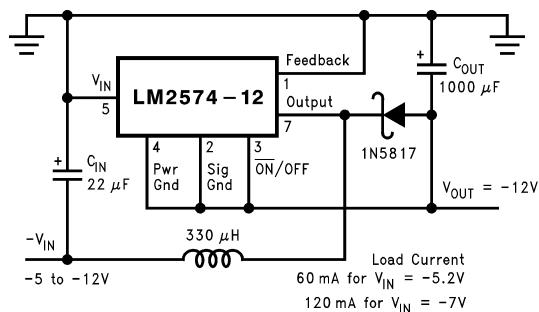 Feedback
1
+
C_OUT
1000 μF
V_IN
5
LM2574-12
Output
7
1N5817
4
Pwr
Gnd
2
Sig
Gnd
3
O̅N̅/OFF
+
C_IN
22 μF
V_OUT = -12V
330 μH
-V_IN
-5 to -12V
Load Current
60 mA for V_IN = -5.2V
120 mA for V_IN = -7V